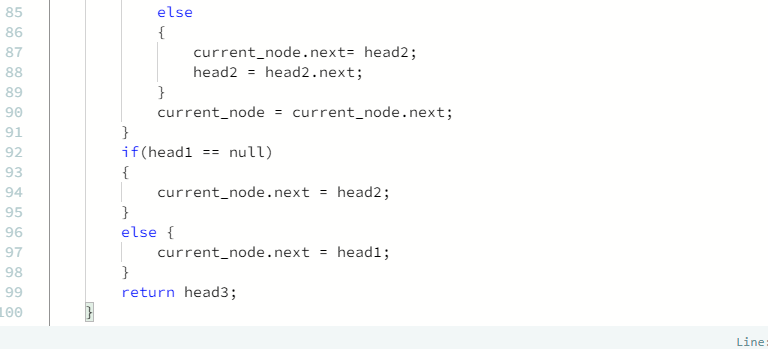 85 else
86 {
87 current_node.next= head2;
88 head2 = head2.next;
89 }
90 current_node = current_node.next;
91 }
92 if(head1 == null)
93 {
94 current_node.next = head2;
95 }
96 else {
97 current_node.next = head1;
98 }
99 return head3;
100 }
Line: